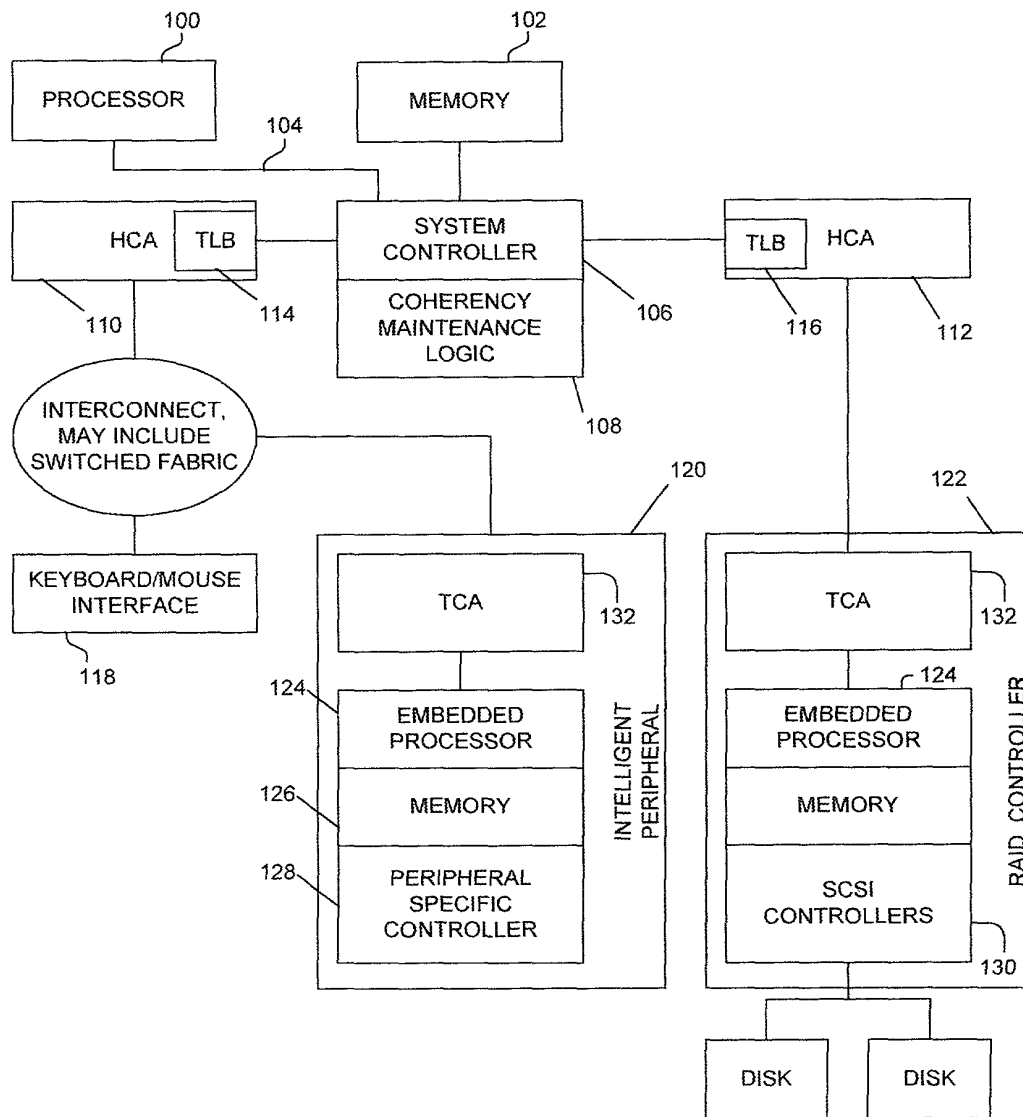 100
102
PROCESSOR
MEMORY
104
HCA
TLB
SYSTEM
CONTROLLER
TLB
HCA
110
114
COHERENCY
MAINTENANCE
LOGIC
106
116
112
108
INTERCONNECT,
MAY INCLUDE
SWITCHED FABRIC
120
122
KEYBOARD/MOUSE
INTERFACE
118
TCA
132
TCA
132
124
EMBEDDED
PROCESSOR
126
MEMORY
128
PERIPHERAL
SPECIFIC
CONTROLLER
INTELLIGENT
PERIPHERAL
124
EMBEDDED
PROCESSOR
MEMORY
SCSI
CONTROLLERS
130
RAID CONTROLLER
DISK
DISK